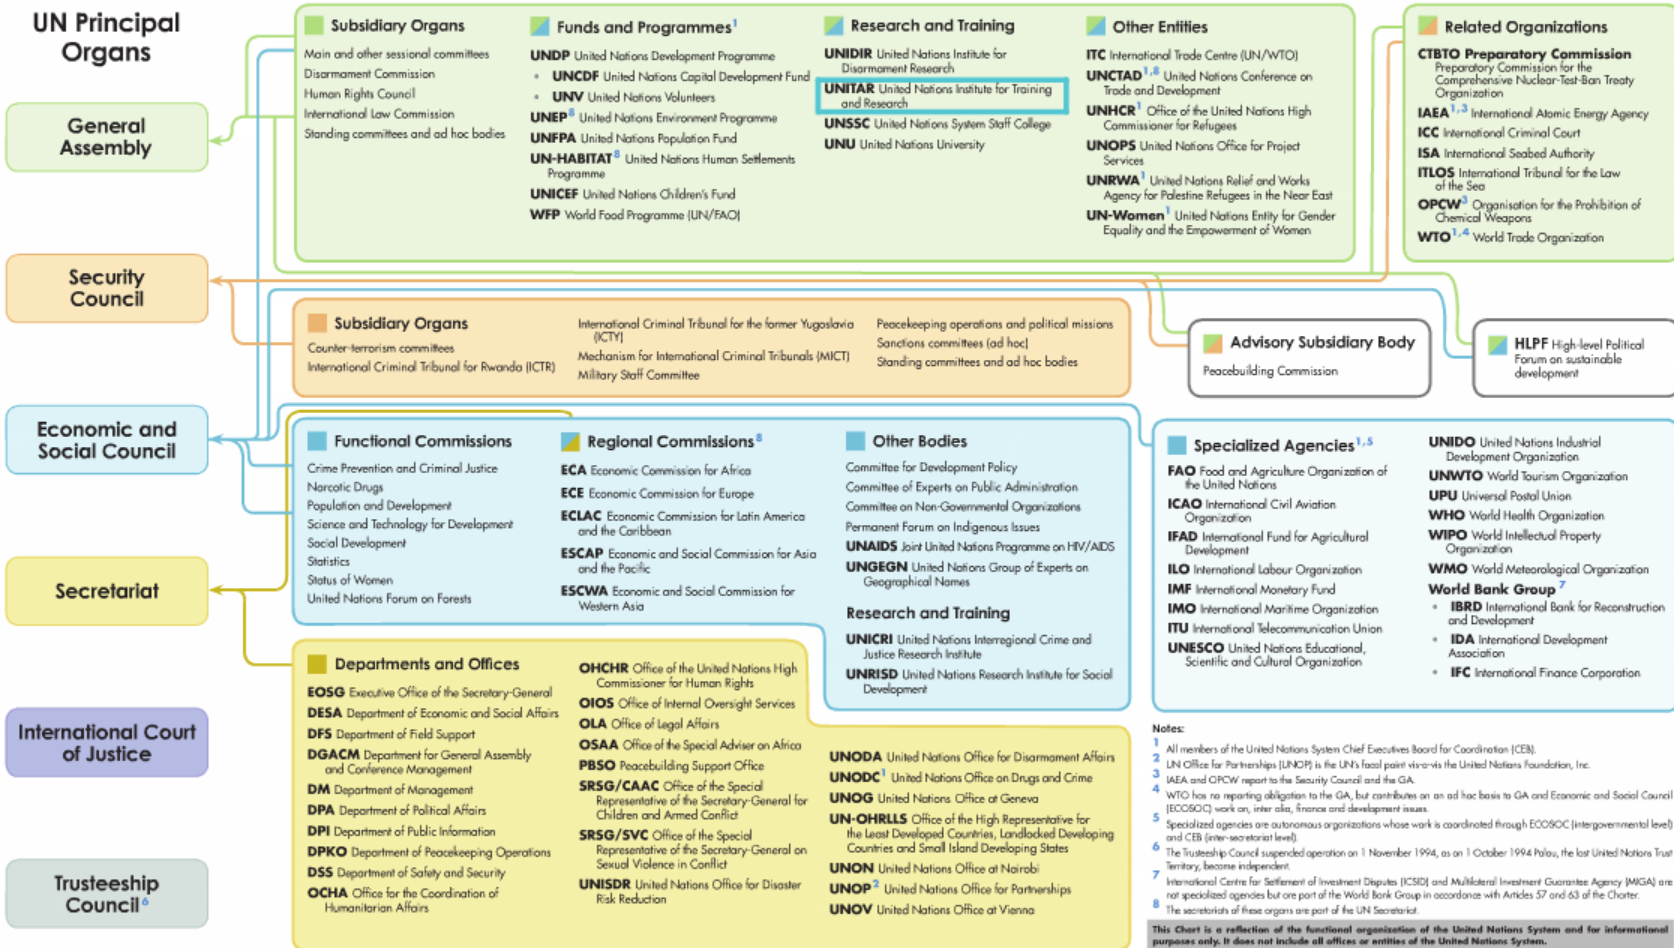 UN Principal
Organs
General
Assembly
Security
Council
Economic and
Social Council
Secretariat
International Court
of Justice
Trusteeship
Council6
Subsidiary Organs
Main and other sessional committees
Disarmament Commission
Human Rights Council
International Law Commission
Standing committees and ad hoc bodies
Funds and Programmes1
UNDP United Nations Development Programme
• UNCDF United Nations Capital Development Fund
• UNV United Nations Volunteers
UNEP8 United Nations Environment Programme
UNFPA United Nations Population Fund
UN-HABITAT8 United Nations Human Settlements
Programme
UNICEF United Nations Children's Fund
WFP World Food Programme (UN/FAO)
Research and Training
UNIDIR United Nations Institute for
Disarmament Research
UNITAR United Nations Institute for Training
and Research
UNSSC United Nations System Staff College
UNU United Nations University
Other Entities
ITC International Trade Centre (UN/WTO)
UNCTAD1,8 United Nations Conference on
Trade and Development
UNHCR1 Office of the United Nations High
Commissioner for Refugees
UNOPS United Nations Office for Project
Services
UNRWA1 United Nations Relief and Works
Agency for Palestine Refugees in the Near East
UN-Women1 United Nations Entity for Gender
Equality and the Empowerment of Women
Related Organizations
CTBTO Preparatory Commission
Preparatory Commission for the
Comprehensive Nuclear-Test-Ban Treaty
Organization
IAEA1,3 International Atomic Energy Agency
ICC International Criminal Court
ISA International Seabed Authority
ITLOS International Tribunal for the Law
of the Sea
OPCW3 Organisation for the Prohibition of
Chemical Weapons
WTO1,4 World Trade Organization
Subsidiary Organs
Counter-terrorism committees
International Criminal Tribunal for Rwanda (ICTR)
International Criminal Tribunal for the former Yugoslavia
(ICTY)
Mechanism for International Criminal Tribunals (MICT)
Military Staff Committee
Peacekeeping operations and political missions
Sanctions committees (ad hoc)
Standing committees and ad hoc bodies
Advisory Subsidiary Body
Peacebuilding Commission
HLPF High-level Political
Forum on sustainable
development
Functional Commissions
Crime Prevention and Criminal Justice
Narcotic Drugs
Population and Development
Science and Technology for Development
Social Development
Statistics
Status of Women
United Nations Forum on Forests
Regional Commissions8
ECA Economic Commission for Africa
ECE Economic Commission for Europe
ECLAC Economic Commission for Latin America
and the Caribbean
ESCAP Economic and Social Commission for Asia
and the Pacific
ESCWA Economic and Social Commission for
Western Asia
Other Bodies
Committee for Development Policy
Committee of Experts on Public Administration
Committee on Non-Governmental Organizations
Permanent Forum on Indigenous Issues
UNAIDS Joint United Nations Programme on HIV/AIDS
UNGEGN United Nations Group of Experts on
Geographical Names
Research and Training
UNICRI United Nations Interregional Crime and
Justice Research Institute
UNRISD United Nations Research Institute for Social
Development
Specialized Agencies1,5
FAO Food and Agriculture Organization of
the United Nations
ICAO International Civil Aviation
Organization
IFAD International Fund for Agricultural
Development
ILO International Labour Organization
IMF International Monetary Fund
IMO International Maritime Organization
ITU International Telecommunication Union
UNESCO United Nations Educational,
Scientific and Cultural Organization
UNIDO United Nations Industrial
Development Organization
UNWTO World Tourism Organization
UPU Universal Postal Union
WHO World Health Organization
WIPO World Intellectual Property
Organization
WMO World Meteorological Organization
World Bank Group7
• IBRD International Bank for Reconstruction
and Development
• IDA International Development
Association
• IFC International Finance Corporation
Departments and Offices
EOSG Executive Office of the Secretary-General
DESA Department of Economic and Social Affairs
DFS Department of Field Support
DGACM Department for General Assembly
and Conference Management
DM Department of Management
DPA Department of Political Affairs
DPI Department of Public Information
DPKO Department of Peacekeeping Operations
DSS Department of Safety and Security
OCHA Office for the Coordination of
Humanitarian Affairs
OHCHR Office of the United Nations High
Commissioner for Human Rights
OIOS Office of Internal Oversight Services
OLA Office of Legal Affairs
OSAA Office of the Special Adviser on Africa
PBSO Peacebuilding Support Office
SRSG/CAAC Office of the Special
Representative of the Secretary-General for
Children and Armed Conflict
SRSG/SVC Office of the Special
Representative of the Secretary-General on
Sexual Violence in Conflict
UNISDR United Nations Office for Disaster
Risk Reduction
UNODA United Nations Office for Disarmament Affairs
UNODC1 United Nations Office on Drugs and Crime
UNOG United Nations Office at Geneva
UN-OHRLLS Office of the High Representative for
the Least Developed Countries, Landlocked Developing
Countries and Small Island Developing States
UNON United Nations Office at Nairobi
UNOP2 United Nations Office for Partnerships
UNOV United Nations Office at Vienna
Notes:
1 All members of the United Nations System Chief Executives Board for Coordination (CEB).
2 UN Office for Partnerships (UNOP) is the UN's focal point vis-a-vis the United Nations Foundation, Inc.
3 IAEA and OPCW report to the Security Council and the GA.
4 WTO has no reporting obligation to the GA, but contributes on an ad hoc basis to GA and Economic and Social Council
(ECOSOC) work on, inter alia, finance and development issues.
5 Specialized agencies are autonomous organizations whose work is coordinated through ECOSOC (intergovernmental level)
and CEB (inter-secretariat level).
6 The Trusteeship Council suspended operation on 1 November 1994, as on 1 October 1994 Palau, the last United Nations Trust
Territory, became independent.
7 International Centre for Settlement of Investment Disputes (ICSID) and Multilateral Investment Guarantee Agency (MIGA) are
not specialized agencies but are part of the World Bank Group in accordance with Articles 57 and 63 of the Charter.
8 The secretariats of these organs are part of the UN Secretariat.
This Chart is a reflection of the functional organization of the United Nations System and for informational
purposes only. It does not include all offices or entities of the United Nations System.